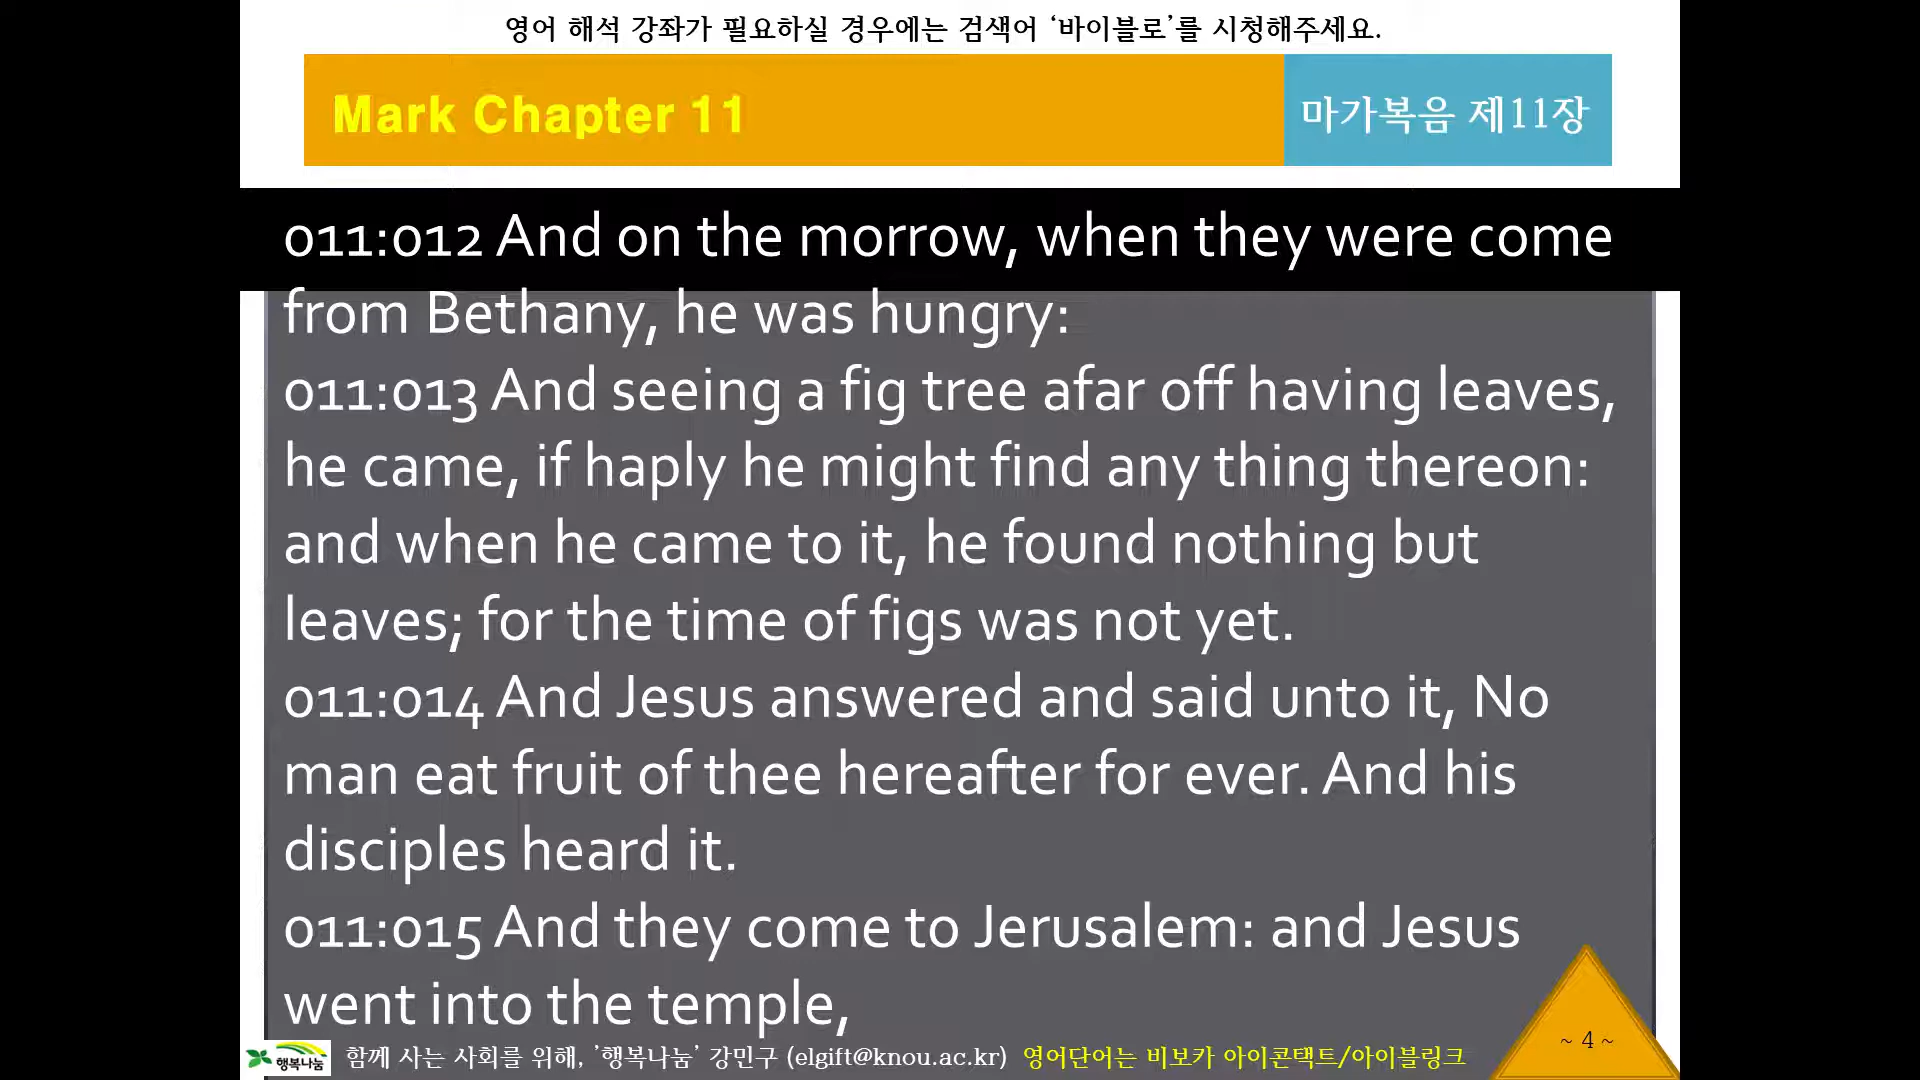 영어 해석 강좌가 필요하실 경우에는 검색어 ‘바이블로’를 시청해주세요.
Mark Chapter 11
마가복음 제11장
011:012 And on the morrow, when they were come
from Bethany, he was hungry:
011:013 And seeing a fig tree afar off having leaves,
he came, if haply he might find any thing thereon:
and when he came to it, he found nothing but
leaves; for the time of figs was not yet.
011:014 And Jesus answered and said unto it, No
man eat fruit of thee hereafter for ever. And his
disciples heard it.
011:015 And they come to Jerusalem: and Jesus
went into the temple,
~ 4 ~
행복나눔 함께 사는 사회를 위해, ’행복나눔’ 강민구 (elgift@knou.ac.kr) 영어단어는 비보카 아이콘택트/아이블링크